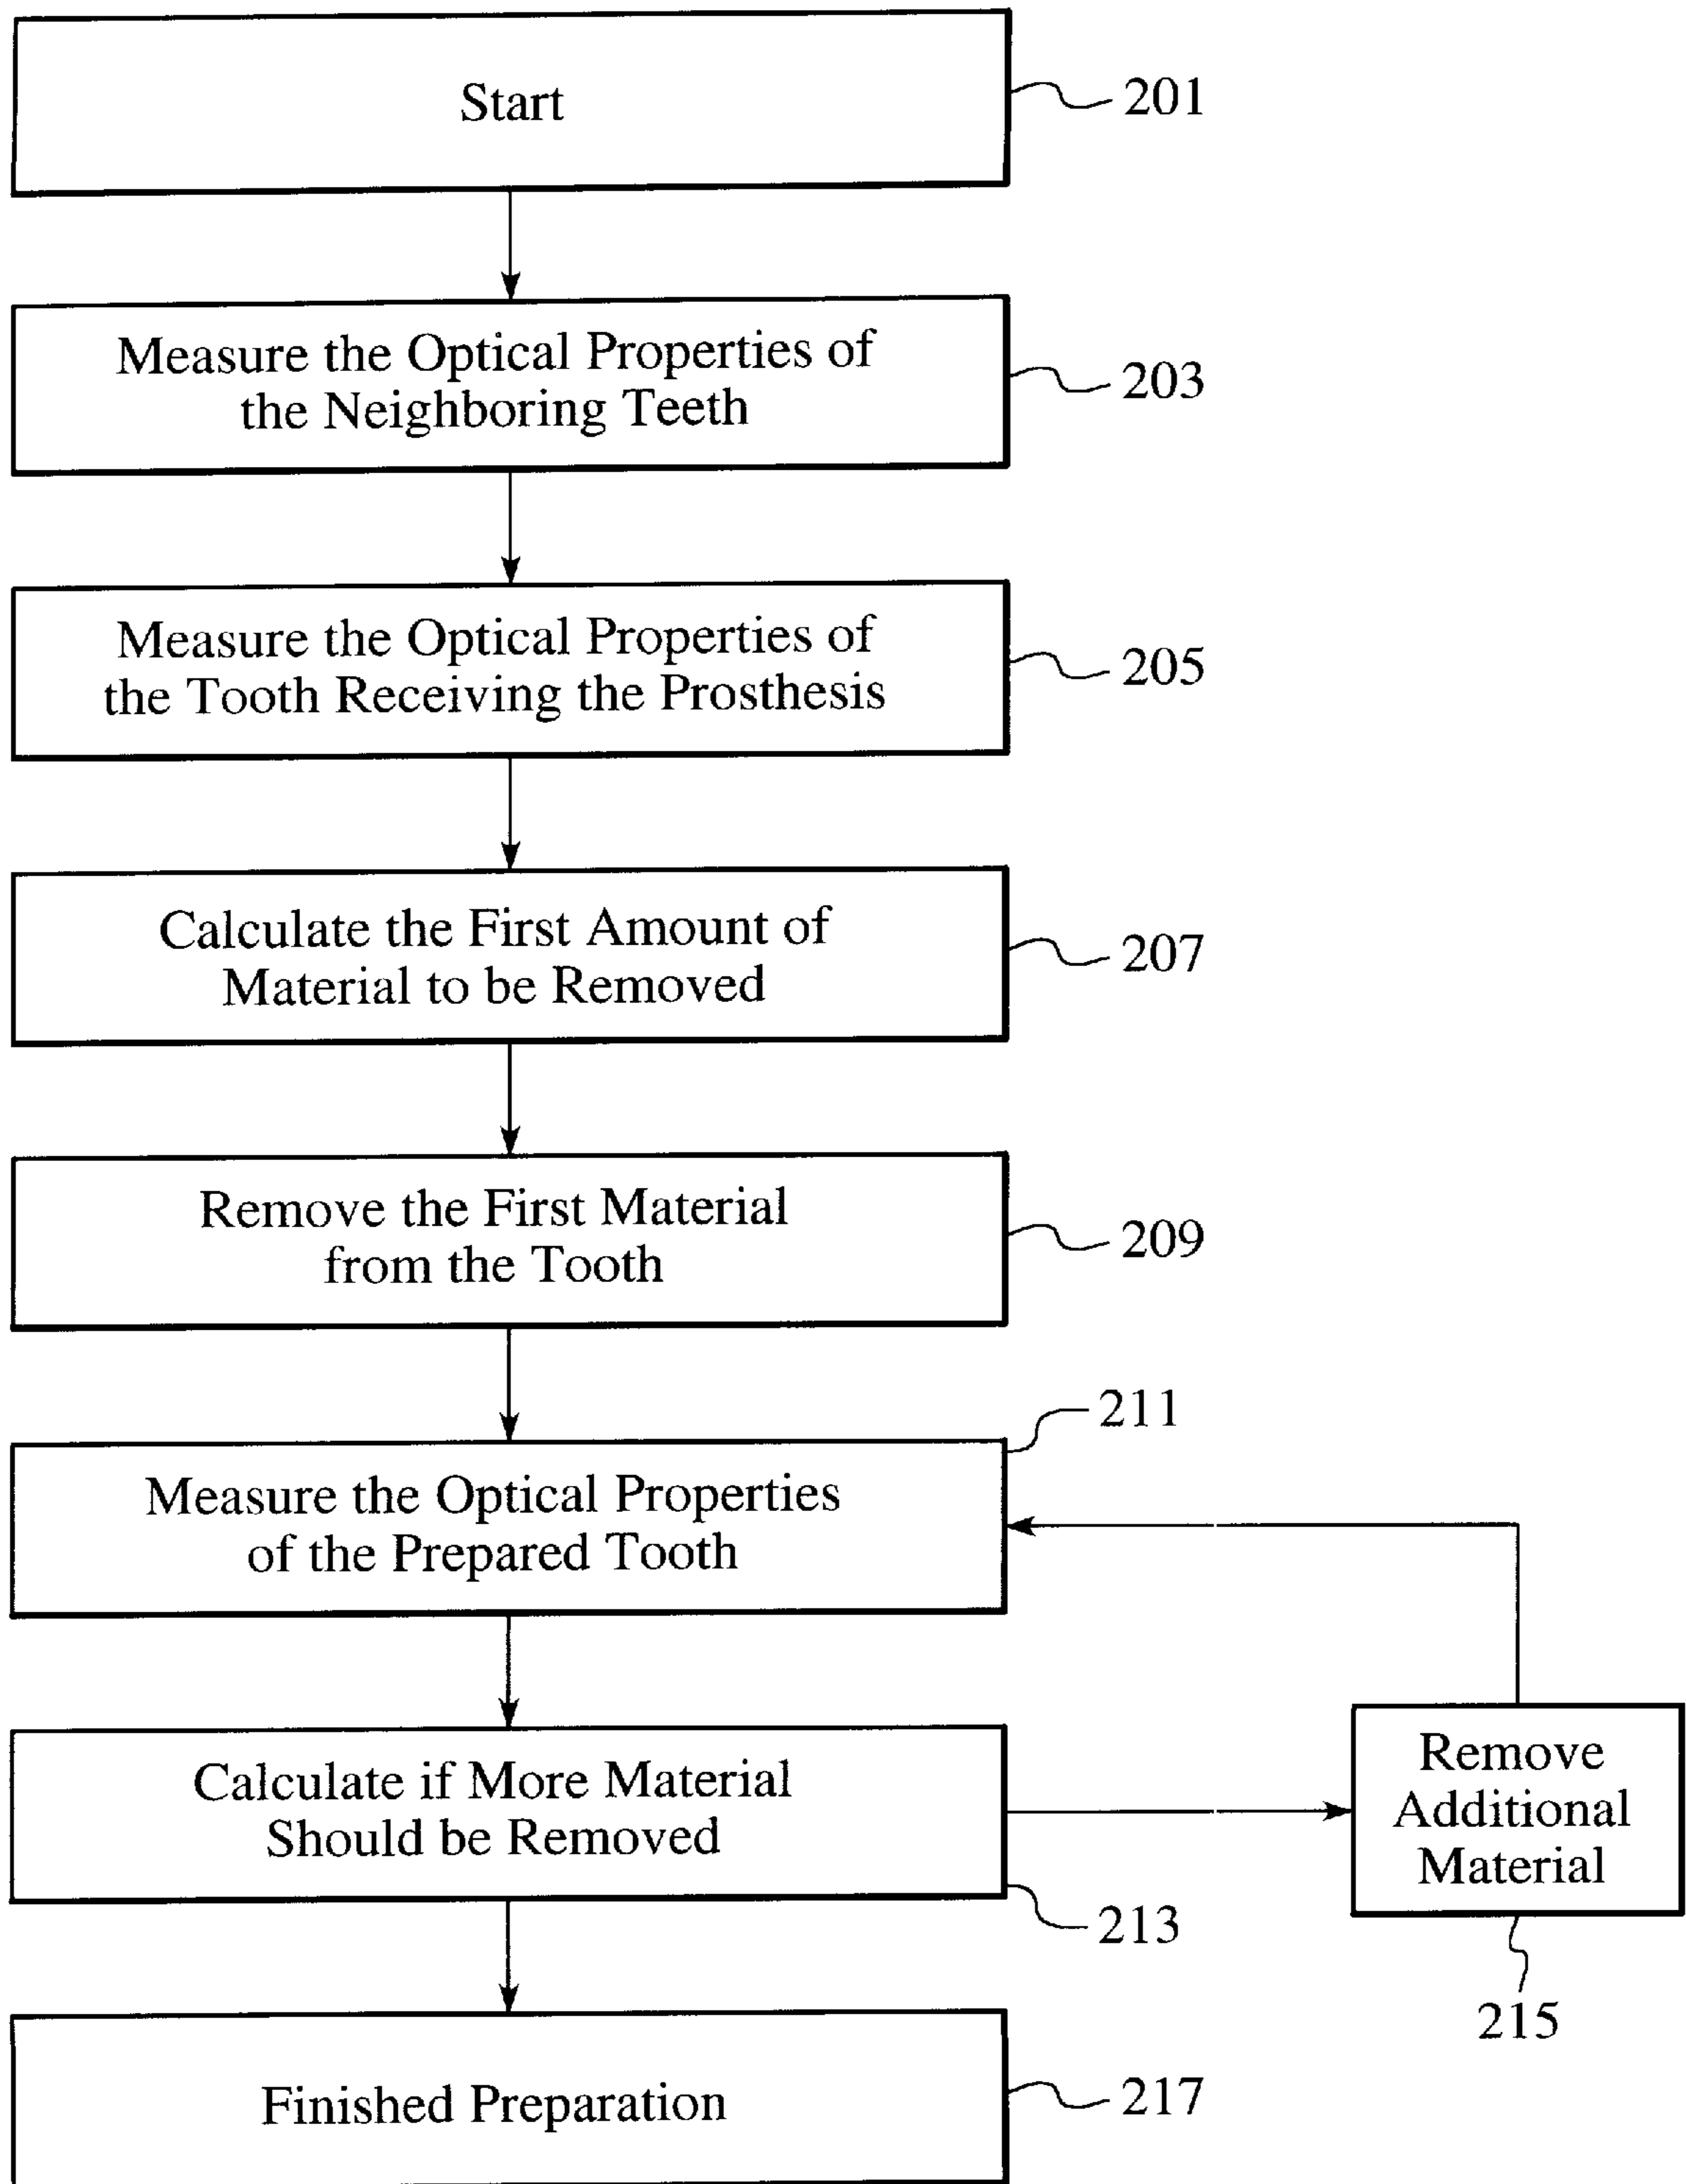 Start
201
Measure the Optical Properties of
the Neighboring Teeth
203
Measure the Optical Properties of
the Tooth Receiving the Prosthesis
205
Calculate the First Amount of
Material to be Removed
207
Remove the First Material
from the Tooth
209
211
Measure the Optical Properties
of the Prepared Tooth
Calculate if More Material
Should be Removed
213
Remove
Additional
Material
215
Finished Preparation
217